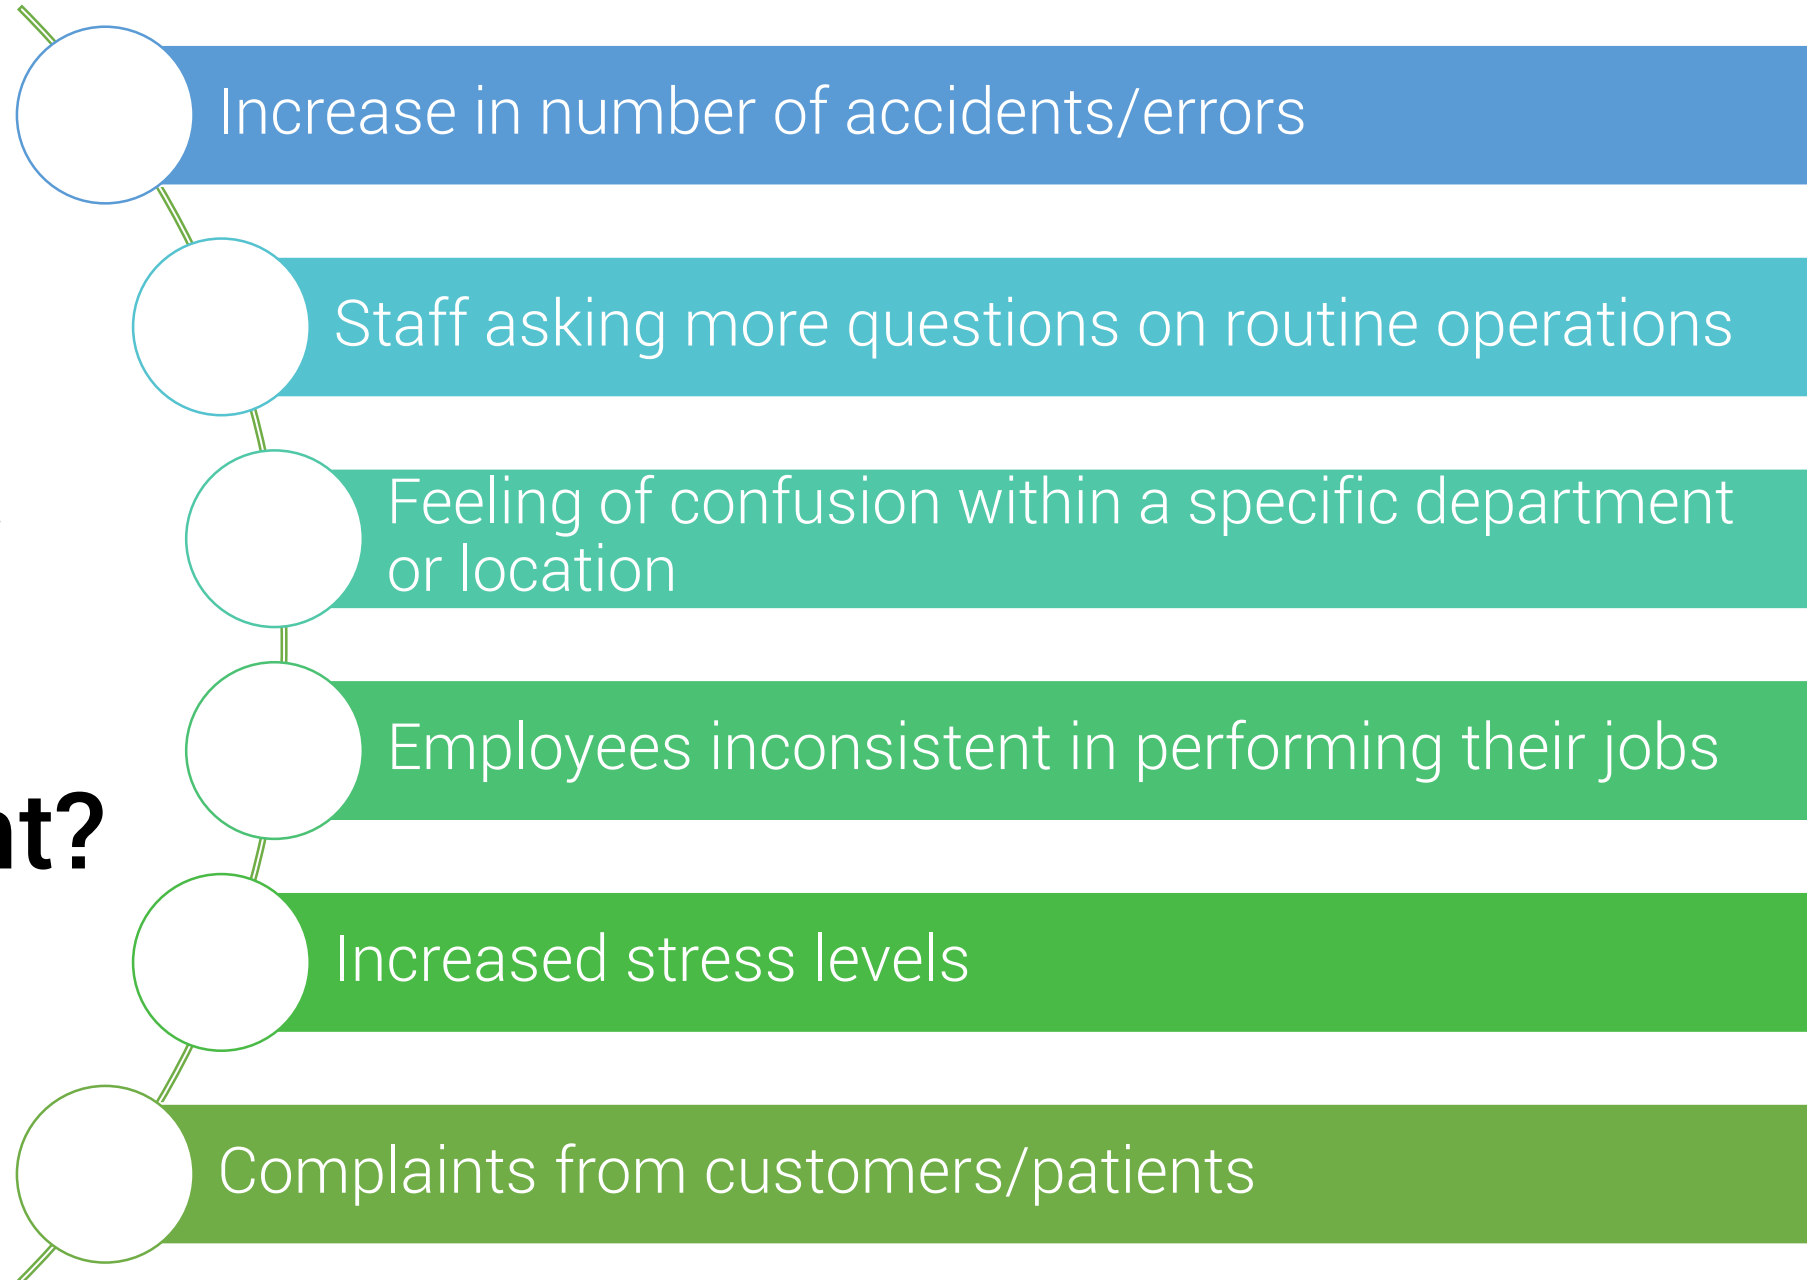 Increase in number of accidents/errors
Staff asking more questions on routine operations
Feeling of confusion within a specific department
or location
Employees inconsistent in performing their jobs
nt?
Increased stress levels
Complaints from customers/patients